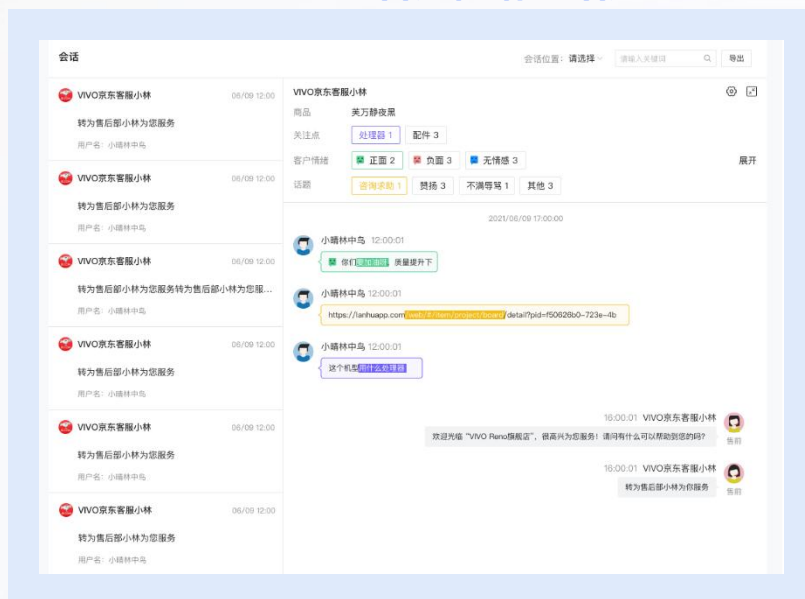 会话
会话位置： 请选择
请输入关键词
导出
VIVO京东客服小林 06/09 12:00
转为售后部小林为您服务
用户名：小晴林中鸟
VIVO京东客服小林 06/09 12:00
转为售后部小林为您服务
用户名：小晴林中鸟
VIVO京东客服小林 06/09 12:00
转为售后部小林为您服务转为售后部小林为您服...
用户名：小晴林中鸟
VIVO京东客服小林 06/09 12:00
转为售后部小林为您服务
用户名：小晴林中鸟
VIVO京东客服小林 06/09 12:00
转为售后部小林为您服务
用户名：小晴林中鸟
VIVO京东客服小林 06/09 12:00
转为售后部小林为您服务
用户名：小晴林中鸟
VIVO京东客服小林
商品 芙万静夜黑
关注点 处理器 1 配件 3
客户情绪 正面 2 负面 3 无情感 3 展开
话题 咨询求助 1 赞扬 3 不满辱骂 1 其他 3
2021/06/09 17:00:00
小晴林中鸟 12:00:01
你们要加油哦，质量提升下
小晴林中鸟 12:00:01
https://lanhuapp.com/web/#/item/project/board/detail?pid=f50626b0-723e-4b
小晴林中鸟 12:00:01
这个机型用什么处理器
16:00:01 VIVO京东客服小林
欢迎光临“VIVO Reno旗舰店”，很高兴为您服务！请问有什么可以帮助到您的吗？
售前
16:00:01 VIVO京东客服小林
转为售后部小林为你服务
售前